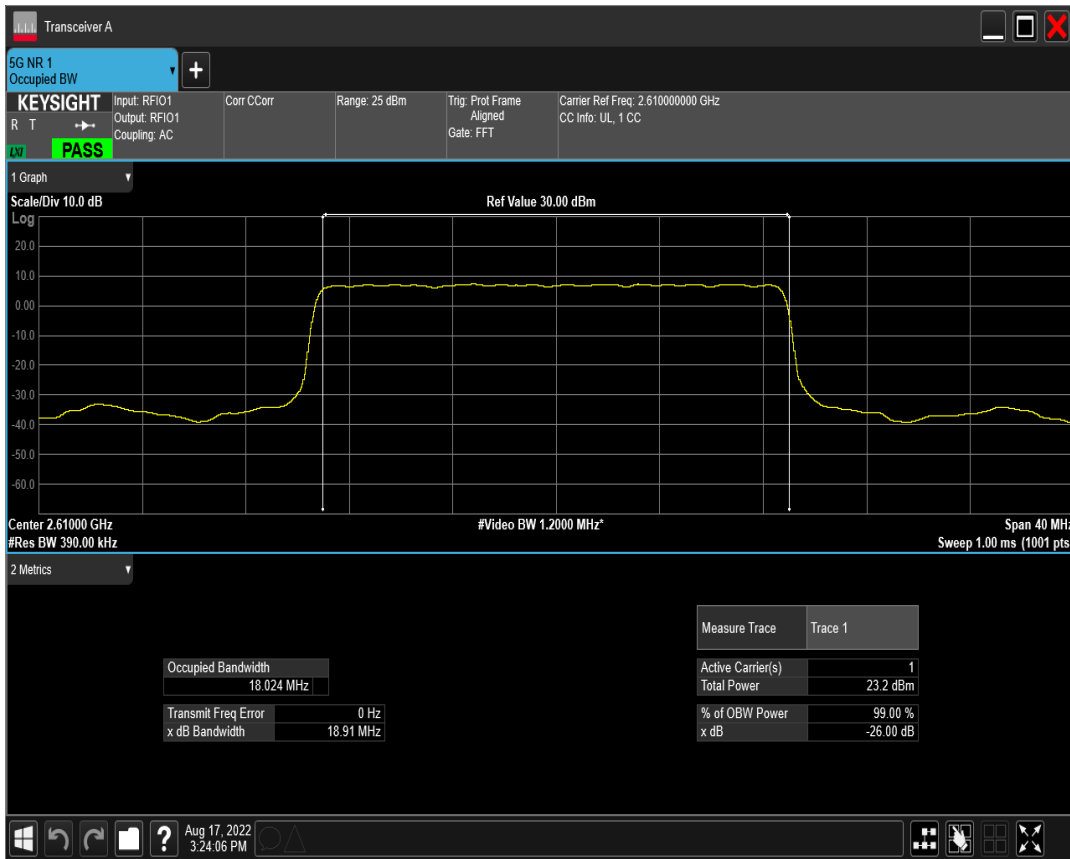 Transceiver A
5G NR 1
Occupied BW
+
KEYSIGHT Input: RFIO1 Corr CCorr Range: 25 dBm Trig: Prot Frame Carrier Ref Freq: 2.610000000 GHz
R T Output: RFIO1 Aligned CC Info: UL, 1 CC
Coupling: AC Gate: FFT
LXI PASS
1 Graph
Scale/Div 10.0 dB Ref Value 30.00 dBm
Log
20.0
10.0
0.00
-10.0
-20.0
-30.0
-40.0
-50.0
-60.0
Center 2.61000 GHz #Video BW 1.2000 MHz* Span 40 MHz
#Res BW 390.00 kHz Sweep 1.00 ms (1001 pts
2 Metrics
Measure Trace Trace 1
Occupied Bandwidth Active Carrier(s) 1
18.024 MHz Total Power 23.2 dBm
Transmit Freq Error 0 Hz % of OBW Power 99.00 %
x dB Bandwidth 18.91 MHz x dB -26.00 dB
? Aug 17, 2022
3:24:06 PM